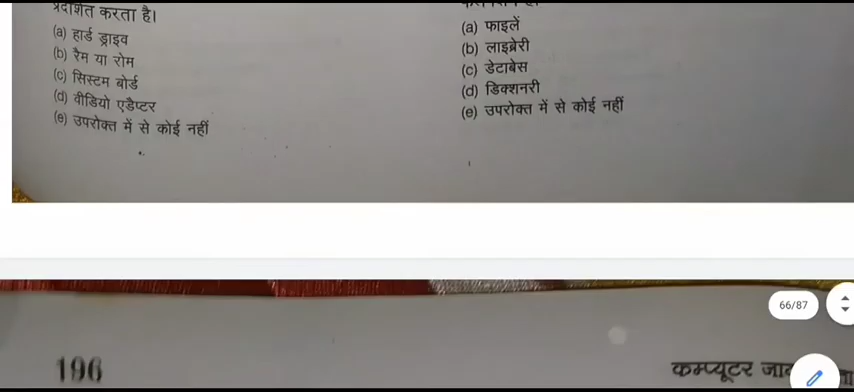 प्रदर्शित करता है।
(a) हार्ड ड्राइव
(b) रैम या रोम
(c) सिस्टम बोर्ड
(d) वीडियो एडैप्टर
(e) उपरोक्त में से कोई नहीं
(a) फाइलें
(b) लाइब्रेरी
(c) डेटाबेस
(d) डिक्शनरी
(e) उपरोक्त में से कोई नहीं
66/87
196
कम्प्यूटर